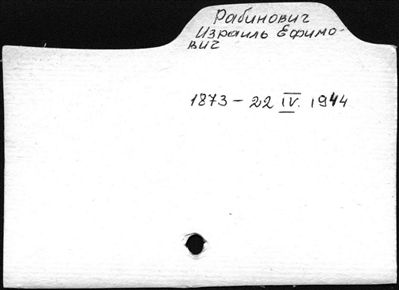 Рабинович
Израиль Ефимо-
вич
1873 - 22 IV. 1944